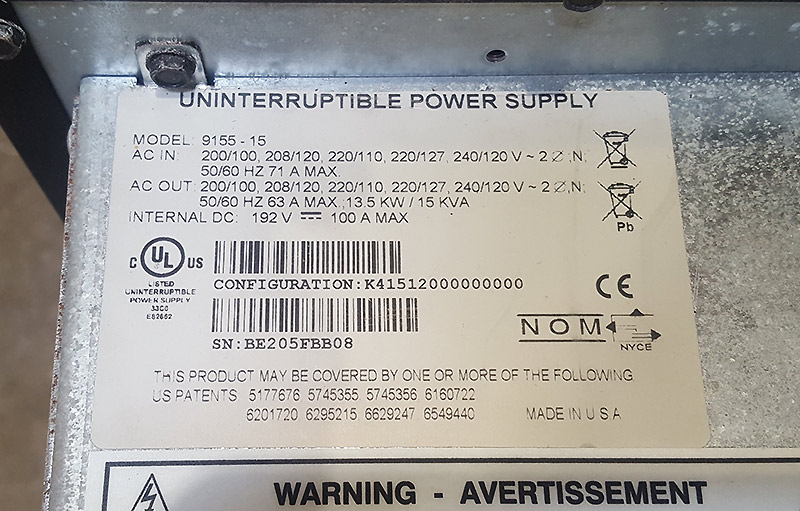 UNINTERRUPTIBLE POWER SUPPLY
MODEL: 9155 - 15
AC IN: 200/100, 208/120, 220/110, 220/127, 240/120 V ~ 2 Ø ,N;
50/60 HZ 71 A MAX.
AC OUT: 200/100, 208/120, 220/110, 220/127, 240/120 V ~ 2 Ø ,N;
50/60 HZ 63 A MAX.,13.5 KW / 15 KVA
INTERNAL DC: 192 V ⎓ 100 A MAX
Pb
C UL US
LISTED
UNINTERRUPTIBLE
POWER SUPPLY
33C0
E82662
CONFIGURATION:K41512000000000
SN:BE205FBB08
CE
NOM
NYCE
THIS PRODUCT MAY BE COVERED BY ONE OR MORE OF THE FOLLOWING
US PATENTS 5177676 5745355 5745356 6160722
6201720 6295215 6629247 6549440 MADE IN U S A
WARNING - AVERTISSEMENT